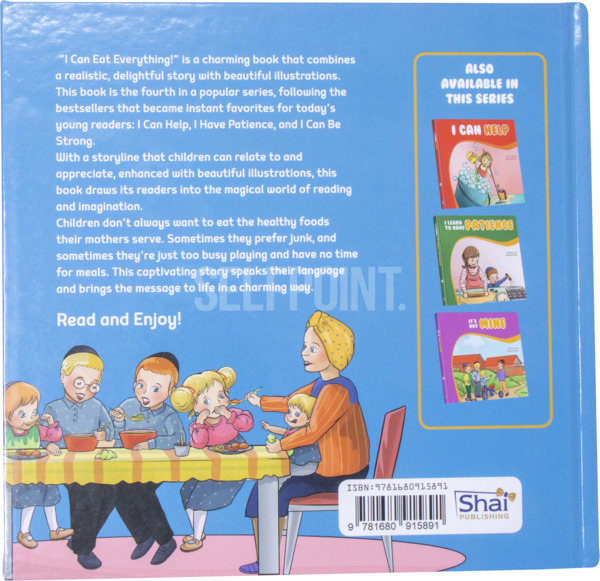 "I Can Eat Everything!" is a charming book that combines
a realistic, delightful story with beautiful illustrations.
This book is the fourth in a popular series, following the
bestsellers that became instant favorites for today's
young readers: I Can Help, I Have Patience, and I Can Be
Strong.
With a storyline that children can relate to and
appreciate, enhanced with beautiful illustrations, this
book draws its readers into the magical world of reading
and imagination.
Children don't always want to eat the healthy foods
their mothers serve. Sometimes they prefer junk, and
sometimes they're just too busy playing and have no time
for meals. This captivating story speaks their language
and brings the message to life in a charming way.
Read and Enjoy!
SELFPOINT.
ALSO
AVAILABLE IN
THIS SERIES
I CAN HELP
I LEARN
TO HAVE PATIENCE
IT'S
NOT MINE
ISBN:9781680915891
9 781680 915891
Shai
PUBLISHING